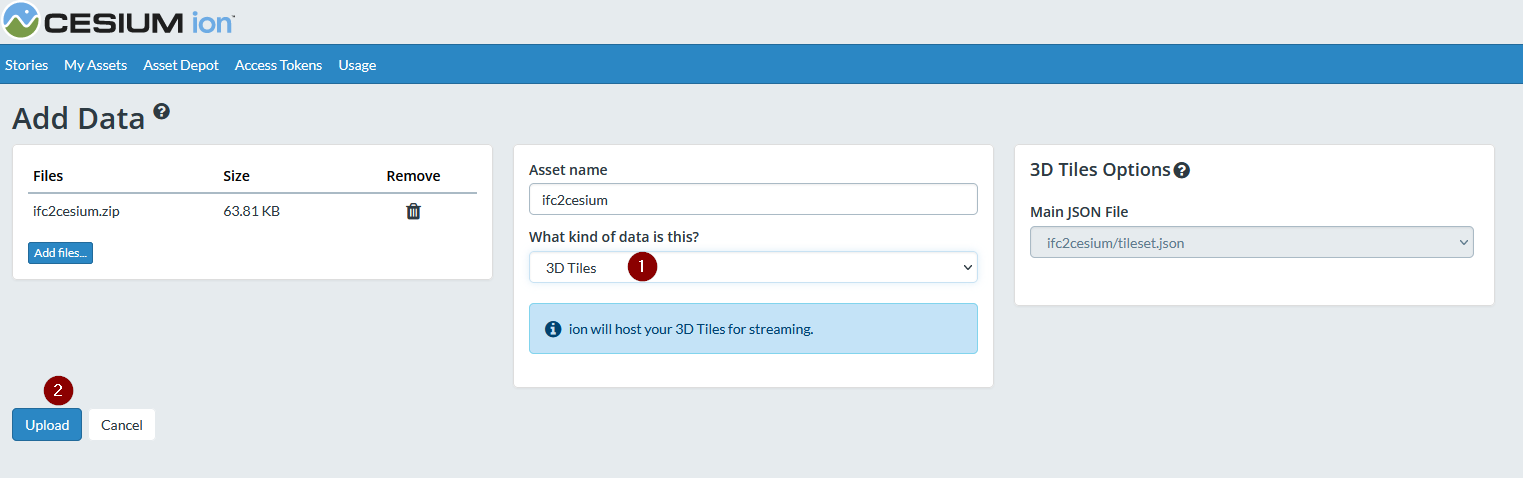 CESIUM ion
Stories My Assets Asset Depot Access Tokens Usage
Add Data ?
Files Size Remove
ifc2cesium.zip 63.81 KB
Add files...
Asset name
ifc2cesium
What kind of data is this?
3D Tiles 1
ion will host your 3D Tiles for streaming.
3D Tiles Options ?
Main JSON File
ifc2cesium/tileset.json
2
Upload Cancel